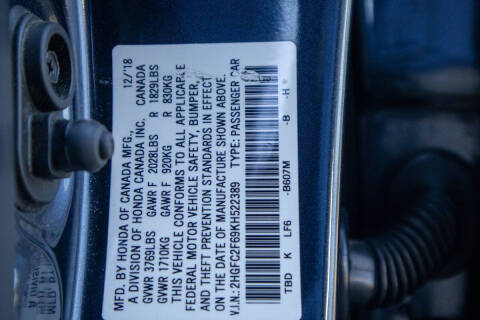 MFD. BY HONDA OF CANADA MFG., 12/18
A DIVISION OF HONDA CANADA INC. CANADA
GVWR 3769LBS GAWR F 2028LBS R 1829LBS
GVWR 1710KG GAWR F 920KG R 830KG
THIS VEHICLE CONFORMS TO ALL APPLICABLE
FEDERAL MOTOR VEHICLE SAFETY, BUMPER,
AND THEFT PREVENTION STANDARDS IN EFFECT
ON THE DATE OF MANUFACTURE SHOWN ABOVE.
V.I.N.: 2HGFC2F69KH522389 TYPE: PASSENGER CAR
TBD K LF6 -B607M -B -H